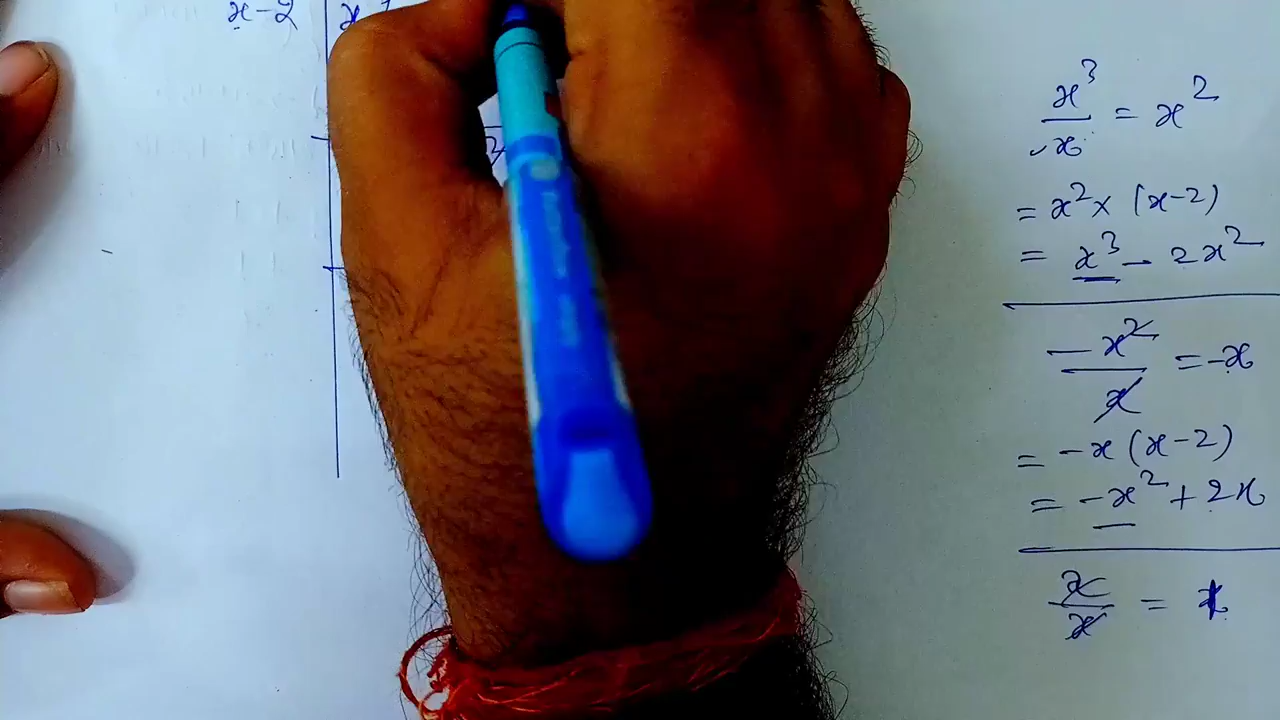 x-2
x³/x = x²
= x² × (x-2)
= x³ - 2x²
-x²/x = -x
= -x (x-2)
= -x² + 2x
x/x = 1